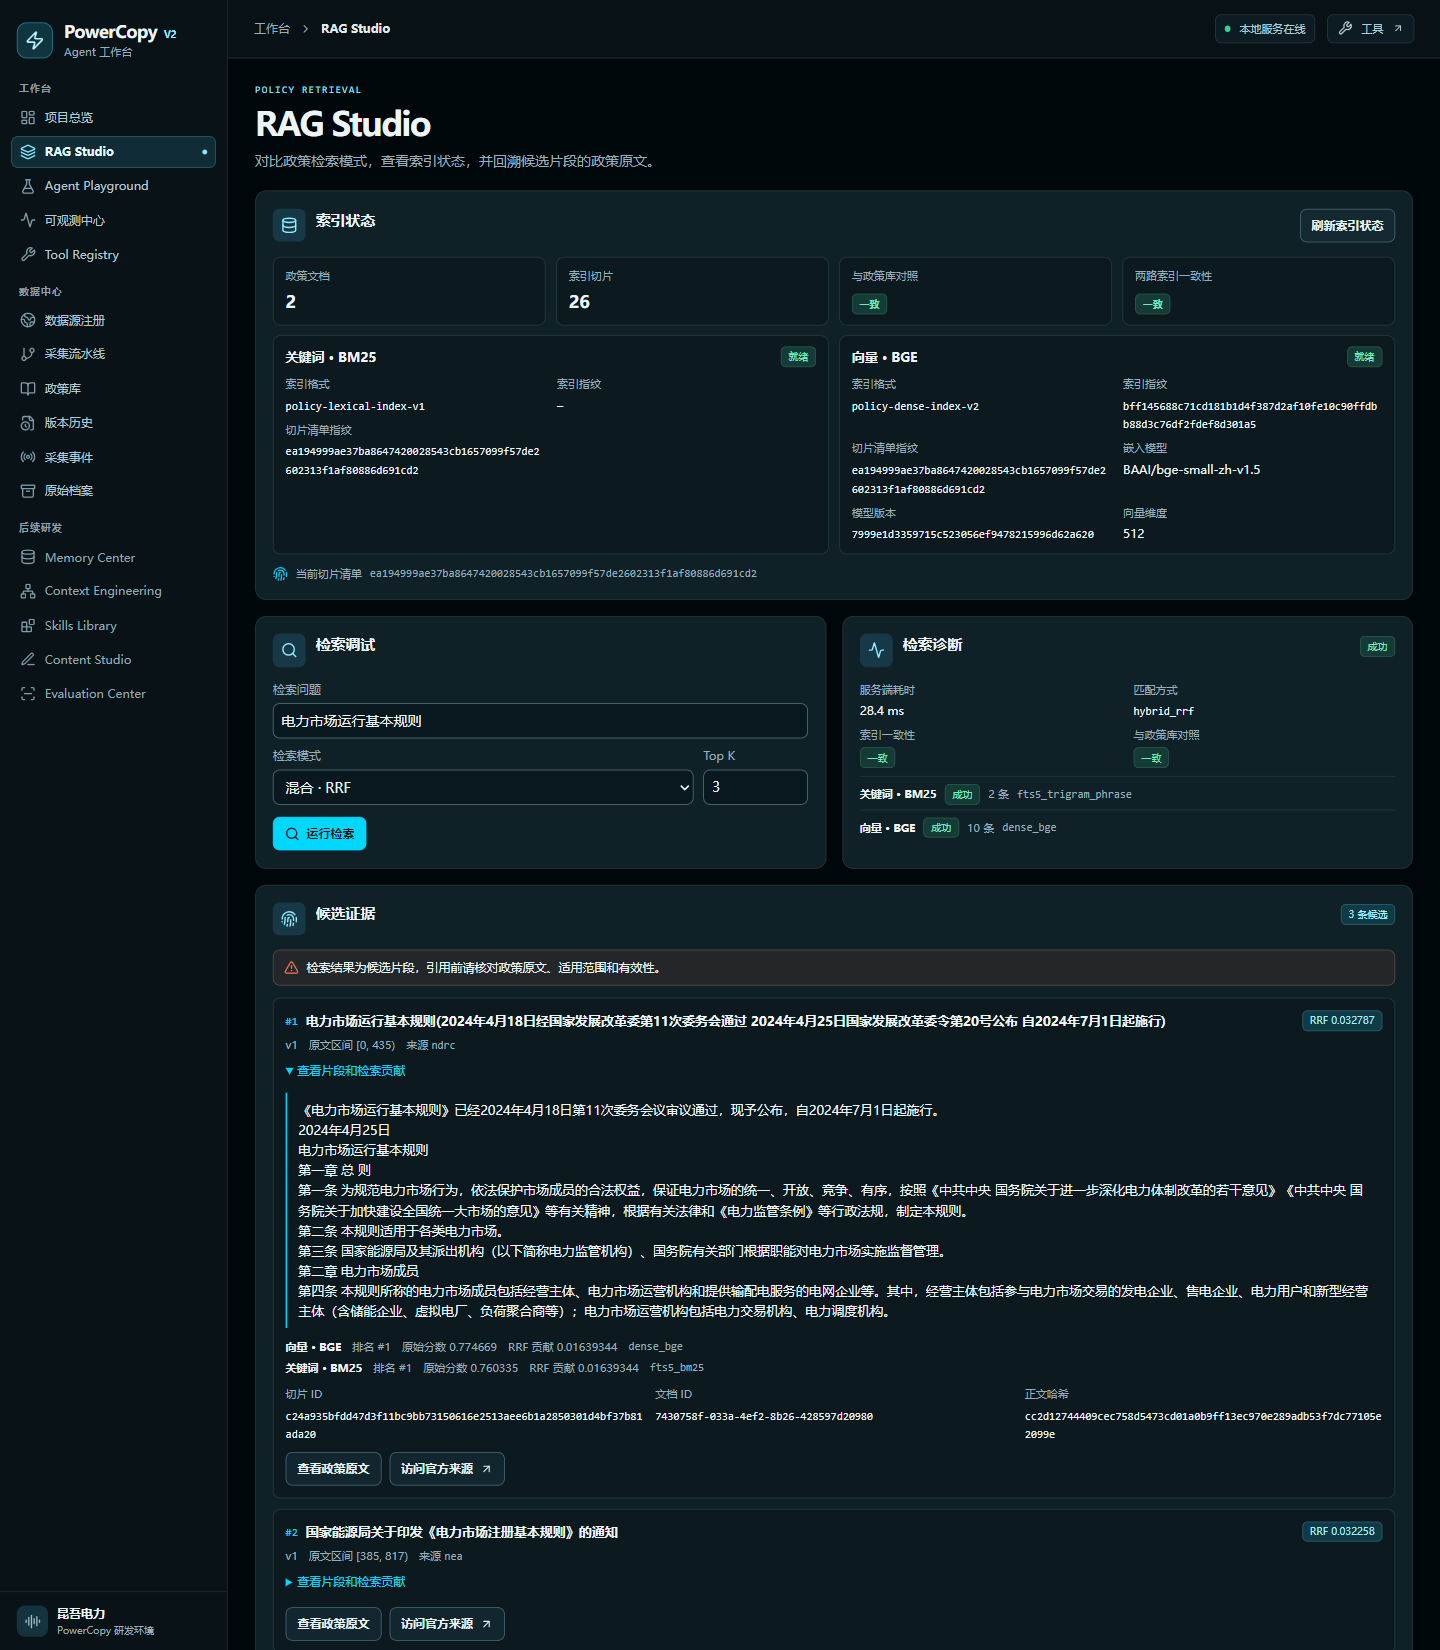 PowerCopy V2
Agent 工作台
工作台
项目总览
RAG Studio
Agent Playground
可观测中心
Tool Registry
数据中心
数据源注册
采集流水线
政策库
版本历史
采集事件
原始档案
后续研发
Memory Center
Context Engineering
Skills Library
Content Studio
Evaluation Center
昆吾电力
PowerCopy 研发环境
工作台 > RAG Studio
本地服务在线
工具 ↗
POLICY RETRIEVAL
RAG Studio
对比政策检索模式，查看索引状态，并回溯候选片段的政策原文。
索引状态
刷新索引状态
政策文档
2
索引切片
26
与政策库对照
一致
两路索引一致性
一致
关键词 • BM25
就绪
索引格式
policy-lexical-index-v1
索引指纹
—
切片清单指纹
ea194999ae37ba8647420028543cb1657099f57de2
602313f1af80886d691cd2
向量 • BGE
就绪
索引格式
policy-dense-index-v2
索引指纹
bff145688c71cd181b1d4f387d2af10fe10c90ffdb
b88d3c76df2fdef8d301a5
切片清单指纹
ea194999ae37ba8647420028543cb1657099f57de2
602313f1af80886d691cd2
嵌入模型
BAAI/bge-small-zh-v1.5
模型版本
7999e1d3359715c523056ef9478215996d62a620
向量维度
512
当前切片清单 ea194999ae37ba8647420028543cb1657099f57de2602313f1af80886d691cd2
检索调试
检索问题
电力市场运行基本规则
检索模式
混合 · RRF
Top K
3
运行检索
检索诊断
成功
服务端耗时
28.4 ms
匹配方式
hybrid_rrf
索引一致性
一致
与政策库对照
一致
关键词 • BM25 成功 2 条 fts5_trigram_phrase
向量 • BGE 成功 10 条 dense_bge
候选证据
3 条候选
检索结果为候选片段，引用前请核对政策原文、适用范围和有效性。
#1 电力市场运行基本规则(2024年4月18日经国家发展改革委第11次委务会通过 2024年4月25日国家发展改革委令第20号公布 自2024年7月1日起施行)
RRF 0.032787
v1 原文区间 [0, 435) 来源 ndrc
▼ 查看片段和检索贡献
《电力市场运行基本规则》已经2024年4月18日第11次委务会议审议通过，现予公布，自2024年7月1日起施行。
2024年4月25日
电力市场运行基本规则
第一章 总 则
第一条 为规范电力市场行为，依法保护市场成员的合法权益，保证电力市场的统一、开放、竞争、有序，按照《中共中央 国务院关于进一步深化电力体制改革的若干意见》《中共中央 国
务院关于加快建设全国统一大市场的意见》等有关精神，根据有关法律和《电力监管条例》等行政法规，制定本规则。
第二条 本规则适用于各类电力市场。
第三条 国家能源局及其派出机构（以下简称电力监管机构）、国务院有关部门根据职能对电力市场实施监督管理。
第二章 电力市场成员
第四条 本规则所称的电力市场成员包括经营主体、电力市场运营机构和提供输配电服务的电网企业等。其中，经营主体包括参与电力市场交易的发电企业、售电企业、电力用户和新型经营
主体（含储能企业、虚拟电厂、负荷聚合商等）；电力市场运营机构包括电力交易机构、电力调度机构。
向量 • BGE 排名 #1 原始分数 0.774669 RRF 贡献 0.01639344 dense_bge
关键词 • BM25 排名 #1 原始分数 0.760335 RRF 贡献 0.01639344 fts5_bm25
切片 ID
c24a935bfdd47d3f11bc9bb73150616e2513aee6b1a2850301d4bf37b81
ada20
文档 ID
7430758f-033a-4ef2-8b26-428597d20980
正文哈希
cc2d12744409cec758d5473cd01a0b9ff13ec970e289adb53f7dc77105e
2099e
查看政策原文
访问官方来源 ↗
#2 国家能源局关于印发《电力市场注册基本规则》的通知
RRF 0.032258
v1 原文区间 [385, 817) 来源 nea
▶ 查看片段和检索贡献
查看政策原文
访问官方来源 ↗